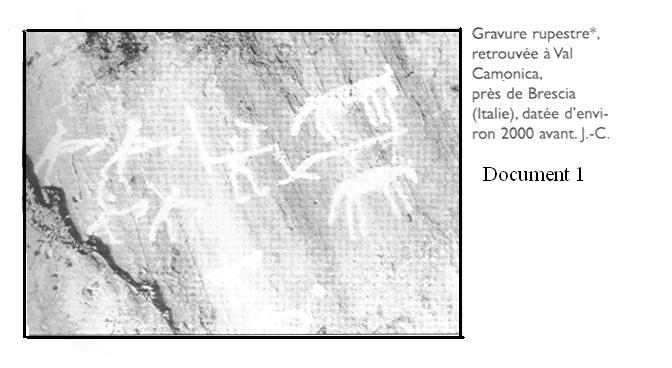 Gravure rupestre*,
retrouvée à Val
Camonica,
près de Brescia
(Italie), datée d'envi-
ron 2000 avant. J.-C.
Document 1